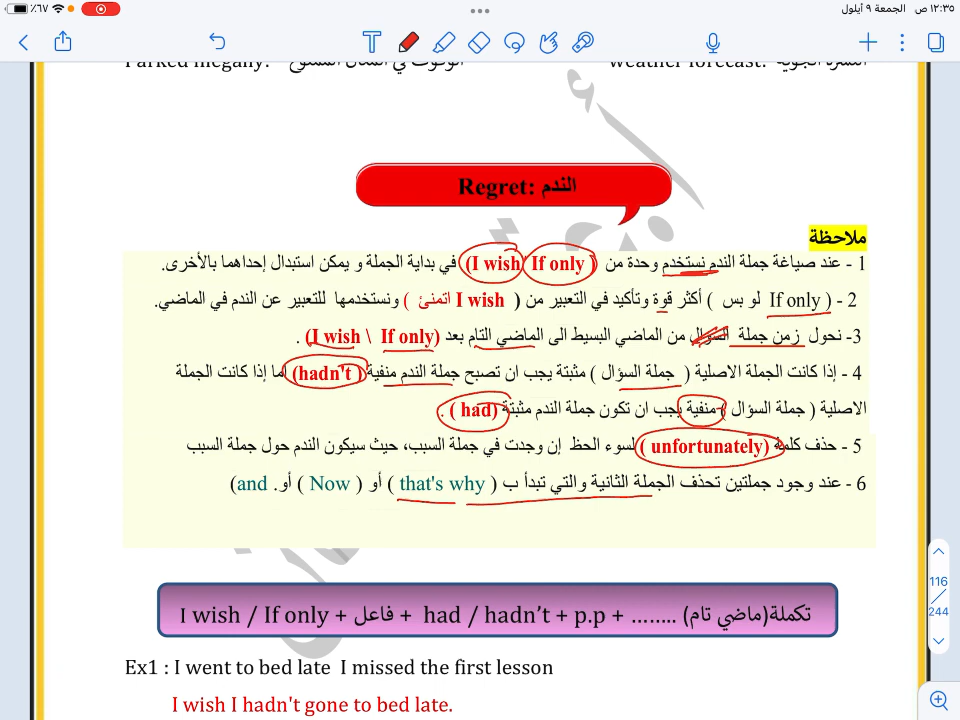 ١٢:٣٥ ص الجمعة ٩ أيلول
٪٦٧
Parked illegally: الوقوف في المكان الممنوع weather forecast: النشرة الجوية
Regret: الندم
ملاحظة
1 - عند صياغة جملة الندم نستخدم وحدة من (I wish / If only) في بداية الجملة و يمكن استبدال إحداهما بالأخرى.
2 - (If only لو بس ) أكثر قوة وتأكيد في التعبير من ( I wish اتمنئ ) ونستخدمها للتعبير عن الندم في الماضي.
3- نحول زمن جملة السؤال من الماضي البسيط الى الماضي التام بعد (I wish \ If only) .
4 - إذا كانت الجملة الاصلية ( جملة السؤال ) مثبتة يجب ان تصبح جملة الندم منفية (hadn't) اما إذا كانت الجملة
الاصلية ( جملة السؤال ) منفية يجب ان تكون جملة الندم مثبتة (had) .
5 - حذف كلمة (unfortunately) لسوء الحظ إن وجدت في جملة السبب، حيث سيكون الندم حول جملة السبب
6 - عند وجود جملتين تحذف الجملة الثانية والتي تبدأ ب ( that's why ) أو ( Now ) أو. and)
I wish / If only + فاعل + had / hadn't + p.p + ........ تكملة(ماضي تام)
Ex1 : I went to bed late I missed the first lesson
I wish I hadn't gone to bed late.
116
244